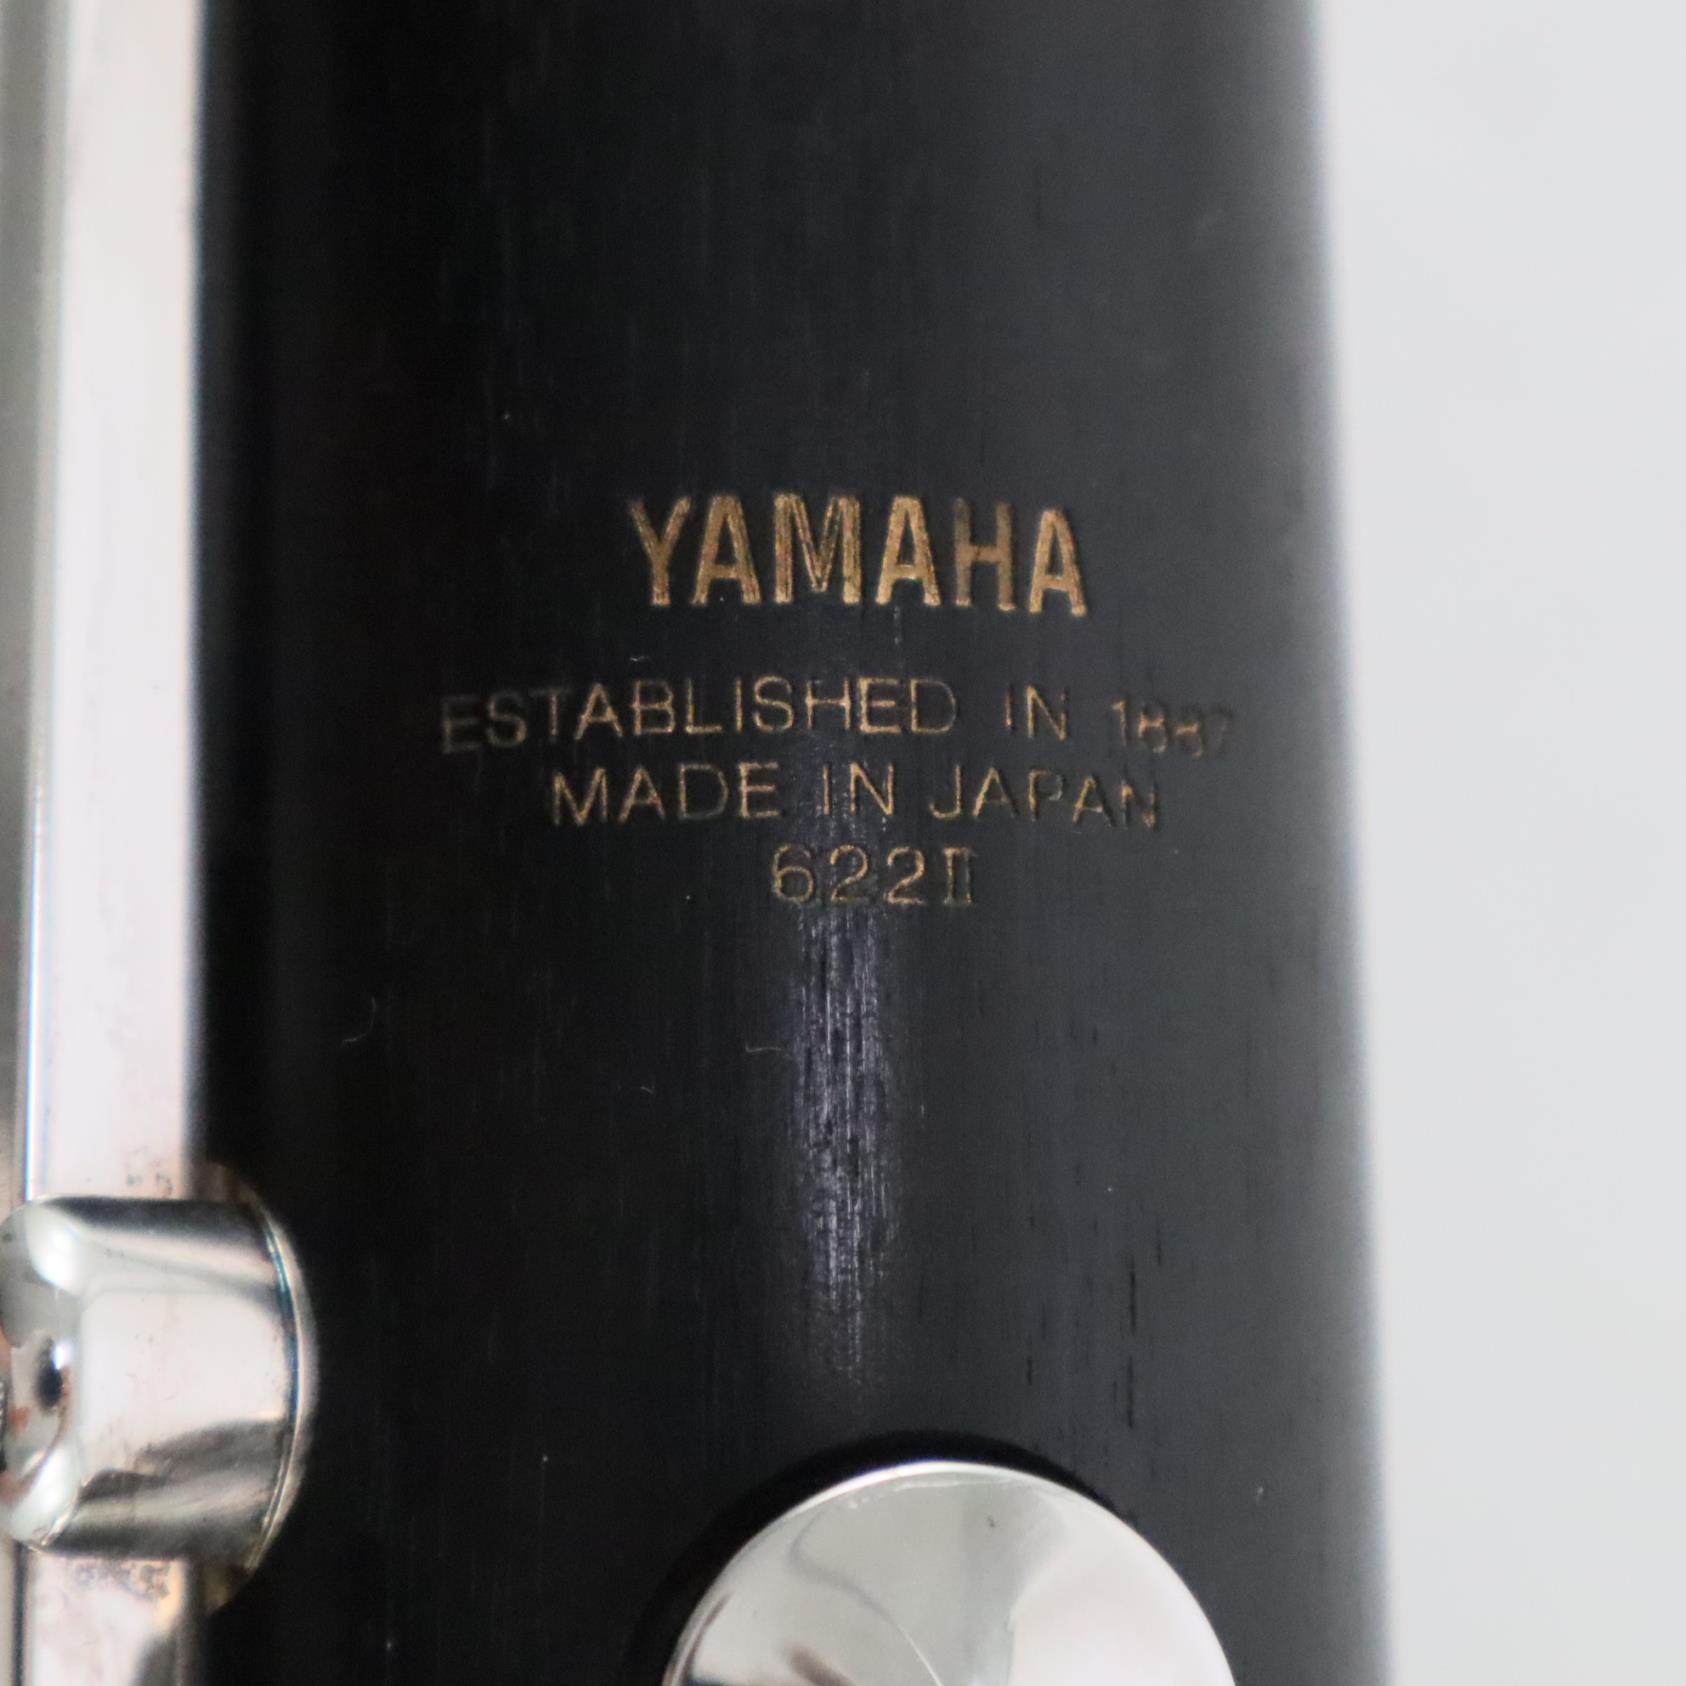 YAMAHA
ESTABLISHED IN 1887
MADE IN JAPAN
622Ⅱ